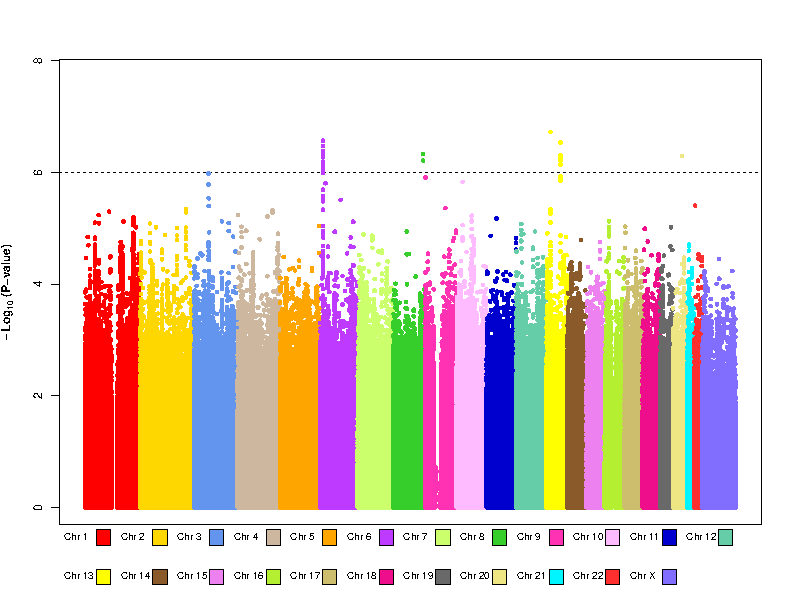 8
6
4
2
0
−Log10 (P−value)
Chr 1 Chr 2 Chr 3 Chr 4 Chr 5 Chr 6 Chr 7 Chr 8 Chr 9 Chr 10 Chr 11 Chr 12
Chr 13 Chr 14 Chr 15 Chr 16 Chr 17 Chr 18 Chr 19 Chr 20 Chr 21 Chr 22 Chr X